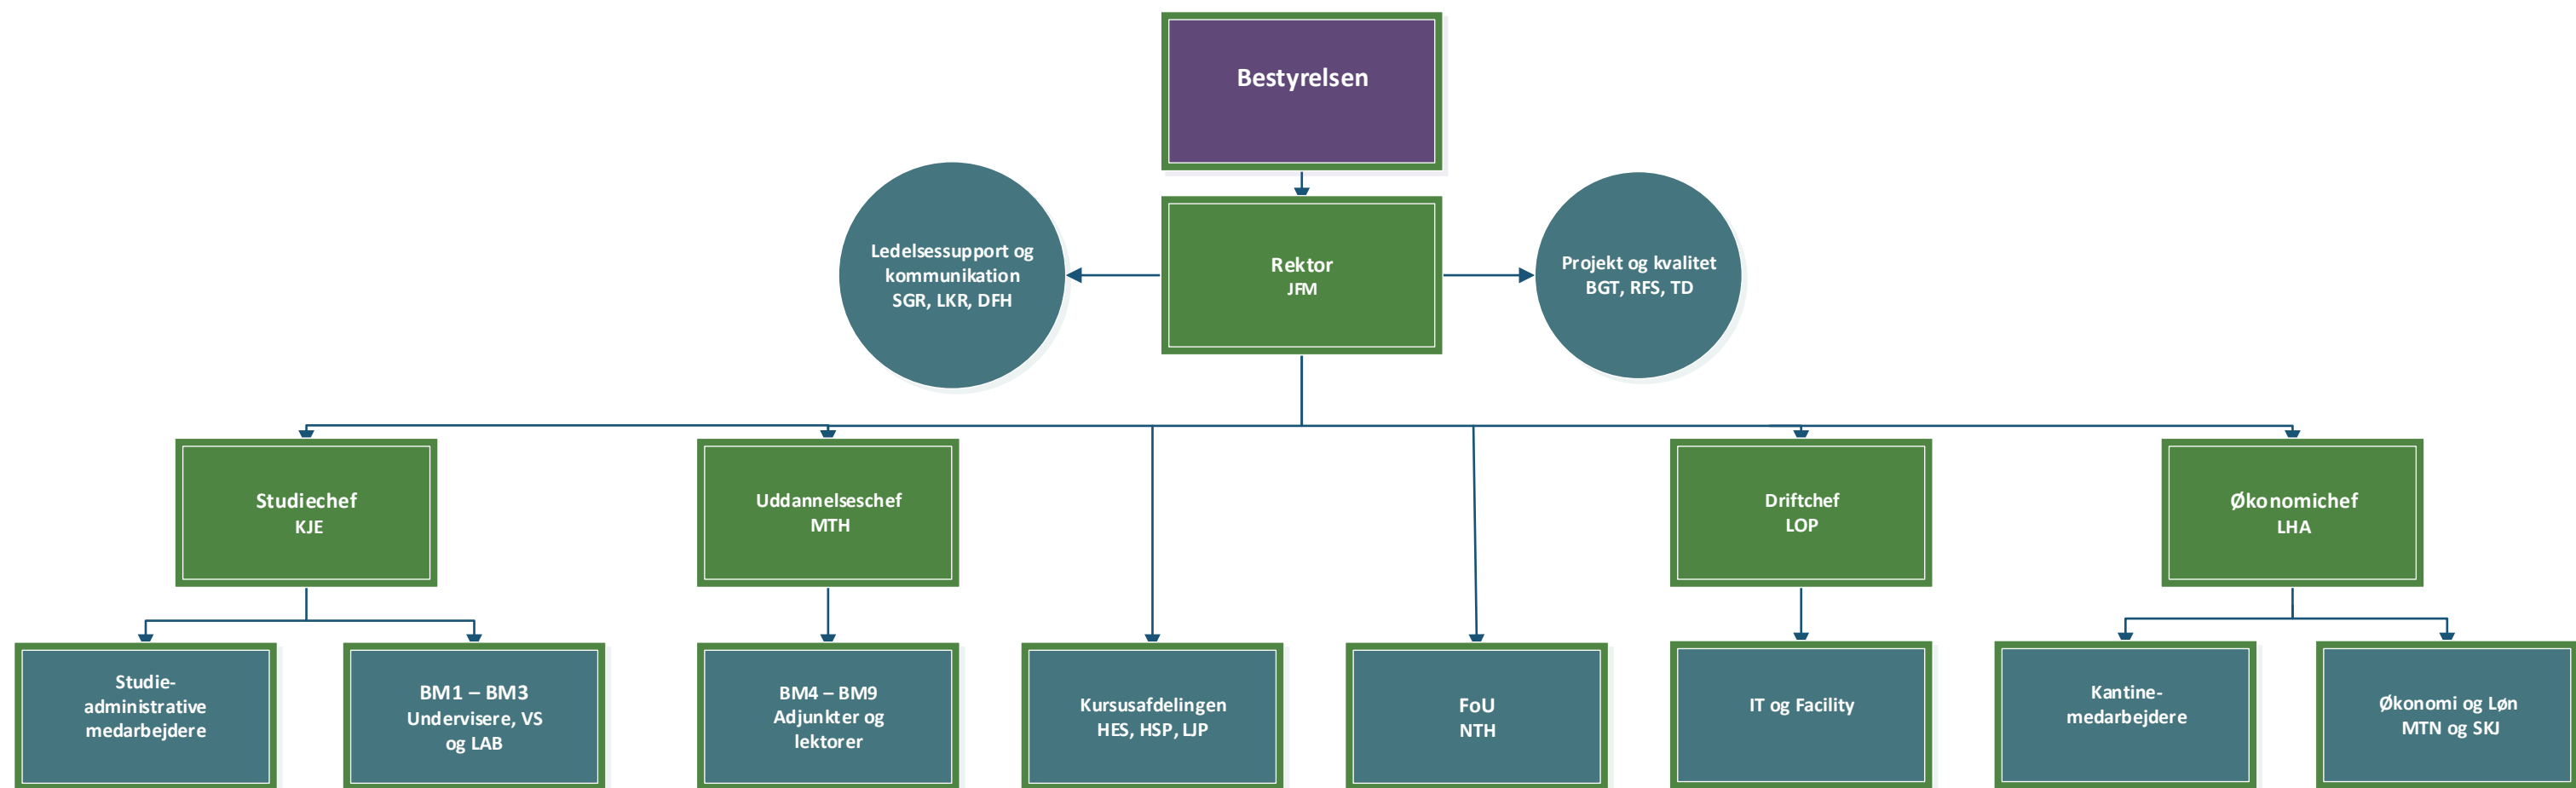 Bestyrelsen
Ledelsessupport og
kommunikation
SGR, LKR, DFH
Rektor
JFM
Projekt og kvalitet
BGT, RFS, TD
Studiechef
KJE
Uddannelseschef
MTH
Driftchef
LOP
Økonomichef
LHA
Studie-
administrative
medarbejdere
BM1 – BM3
Undervisere, VS
og LAB
BM4 – BM9
Adjunkter og
lektorer
Kursusafdelingen
HES, HSP, LJP
FoU
NTH
IT og Facility
Kantine-
medarbejdere
Økonomi og Løn
MTN og SKJ